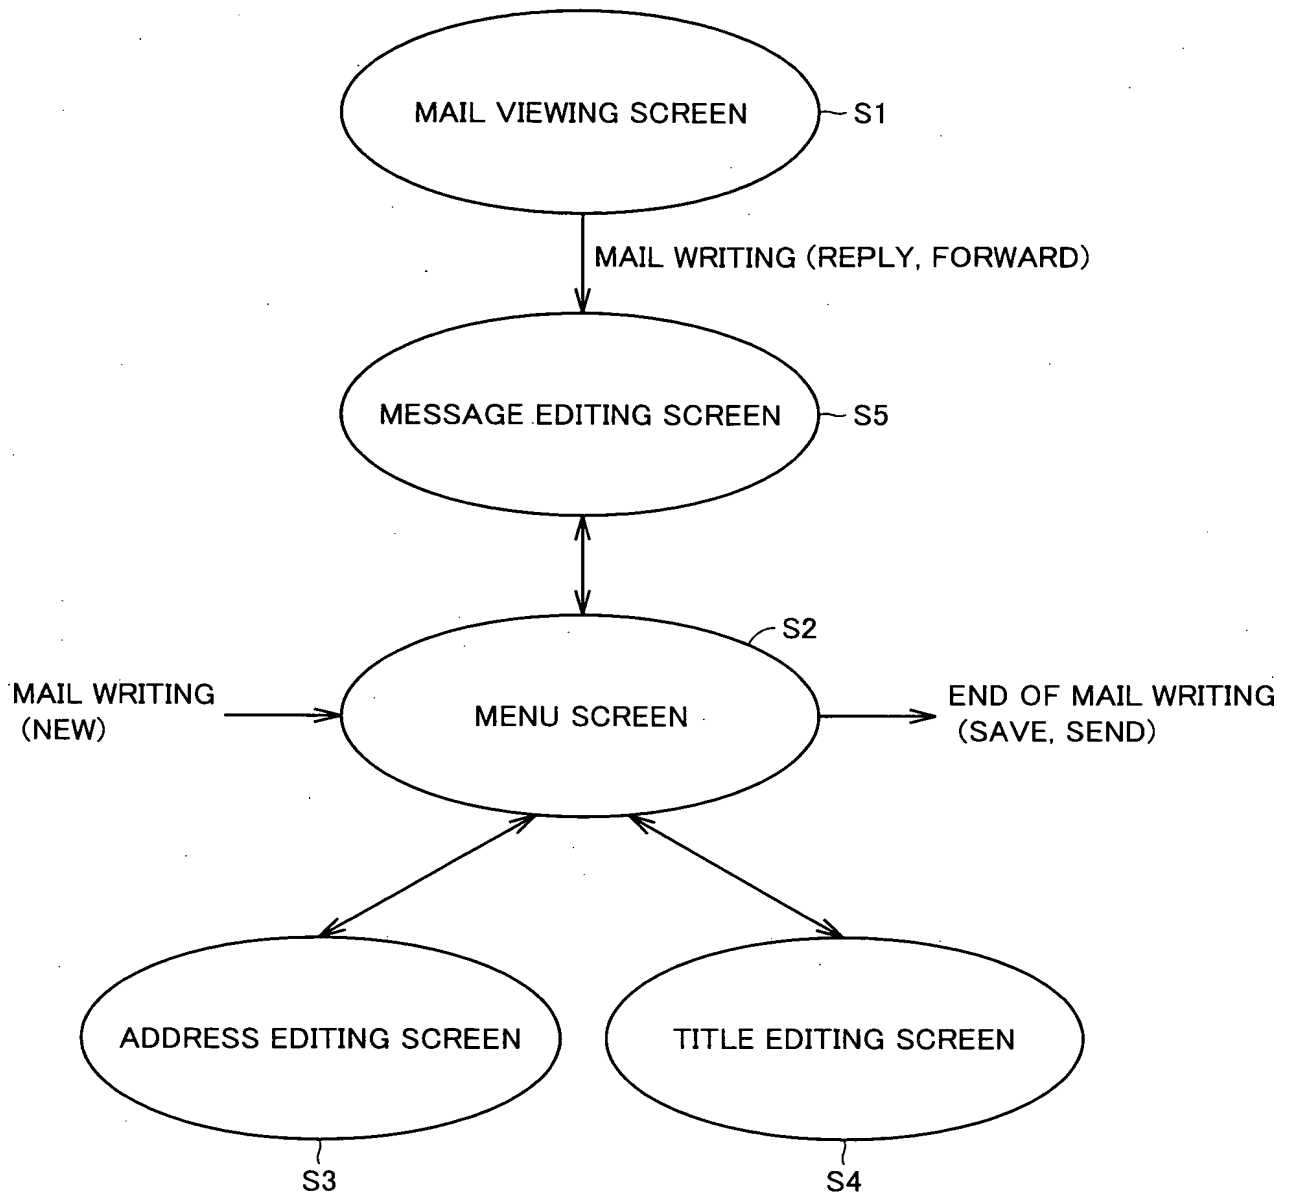 MAIL VIEWING SCREEN
S1
MAIL WRITING (REPLY, FORWARD)
MESSAGE EDITING SCREEN
S5
S2
MAIL WRITING
(NEW)
MENU SCREEN
END OF MAIL WRITING
(SAVE, SEND)
ADDRESS EDITING SCREEN
TITLE EDITING SCREEN
S3
S4